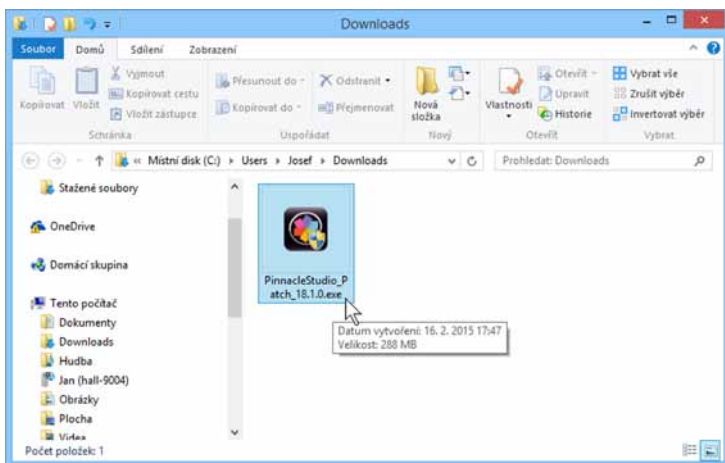 Downloads
Soubor Domů Sdílení Zobrazení
Kopírovat
Vložit
Vyjmout
Kopírovat cestu
Vložit zástupce
Schránka
Přesunout do
Kopírovat do
Odstranit
Přejmenovat
Uspořádat
Nová
složka
Nový
Vlastnosti
Otevřít
Upravit
Historie
Otevřít
Vybrat vše
Zrušit výběr
Invertovat výběr
Vybrat
« Místní disk (C:) Users Josef Downloads
Prohledat: Downloads
Stažené soubory
OneDrive
Domácí skupina
Tento počítač
Dokumenty
Downloads
Hudba
Jan (hall-9004)
Obrázky
Plocha
Videa
PinnacleStudio_P
atch_18.1.0.exe
Datum vytvoření: 16. 2. 2015 17:47
Velikost: 288 MB
Počet položek: 1